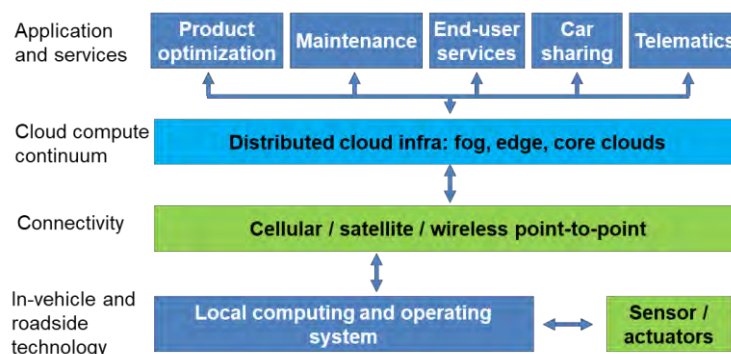 Application
and services
Product
optimization
Maintenance
End-user
services
Car
sharing
Telematics
Cloud compute
continuum
Distributed cloud infra: fog, edge, core clouds
Connectivity
Cellular / satellite / wireless point-to-point
In-vehicle and
roadside
technology
Local computing and operating
system
Sensor /
actuators